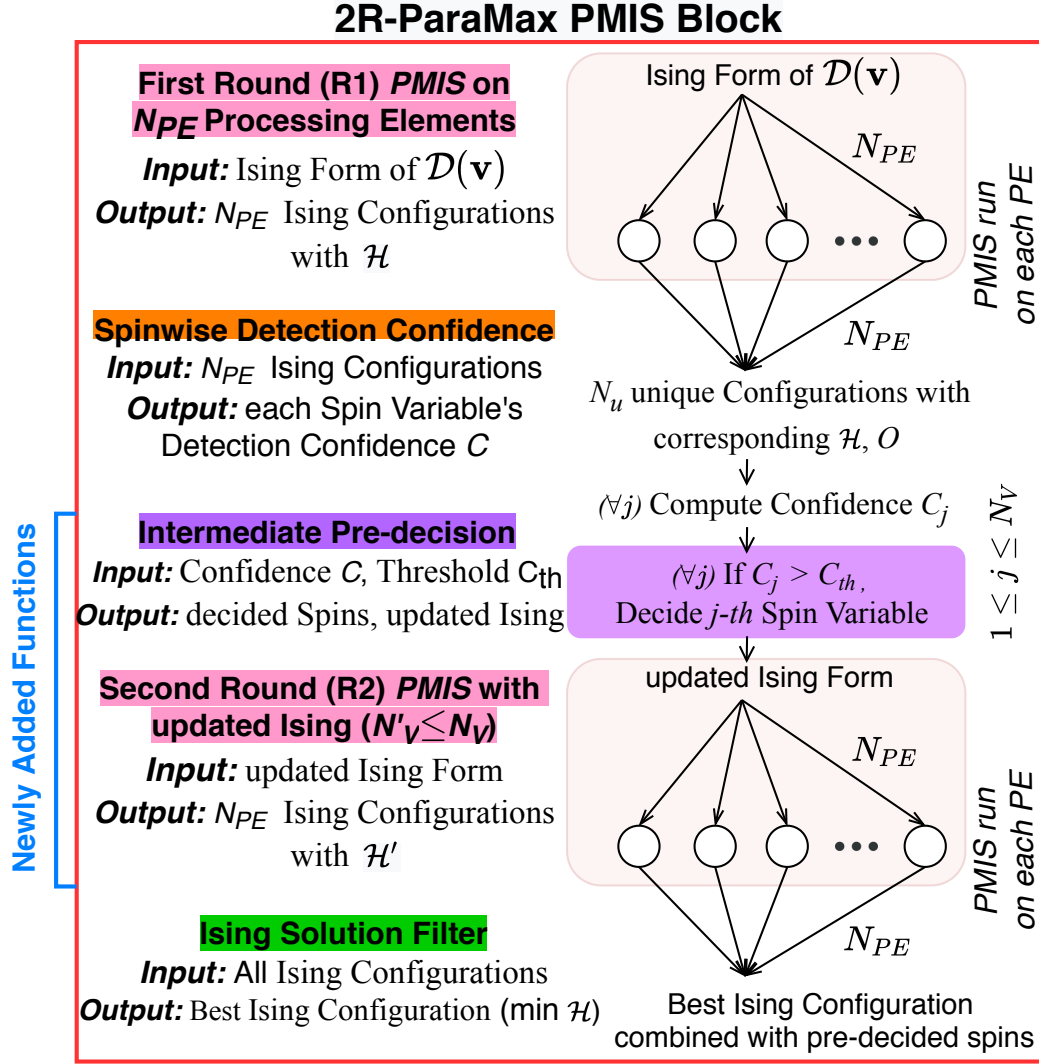 2R-ParaMax PMIS Block
First Round (R1) PMIS on
N_PE Processing Elements
Input: Ising Form of 𝒟(v)
Output: N_PE Ising Configurations
with ℋ
Spinwise Detection Confidence
Input: N_PE Ising Configurations
Output: each Spin Variable's
Detection Confidence C
Newly Added Functions
Intermediate Pre-decision
Input: Confidence C, Threshold C_th
Output: decided Spins, updated Ising
Second Round (R2) PMIS with
updated Ising (N'_V≤N_V)
Input: updated Ising Form
Output: N_PE Ising Configurations
with ℋ'
Ising Solution Filter
Input: All Ising Configurations
Output: Best Ising Configuration (min ℋ)
Ising Form of 𝒟(v)
N_PE
•••
PMIS run
on each PE
N_PE
N_u unique Configurations with
corresponding ℋ, O
(∀j) Compute Confidence C_j
(∀j) If C_j > C_th,
Decide j-th Spin Variable
1 ≤ j ≤ N_V
updated Ising Form
N_PE
•••
PMIS run
on each PE
N_PE
Best Ising Configuration
combined with pre-decided spins